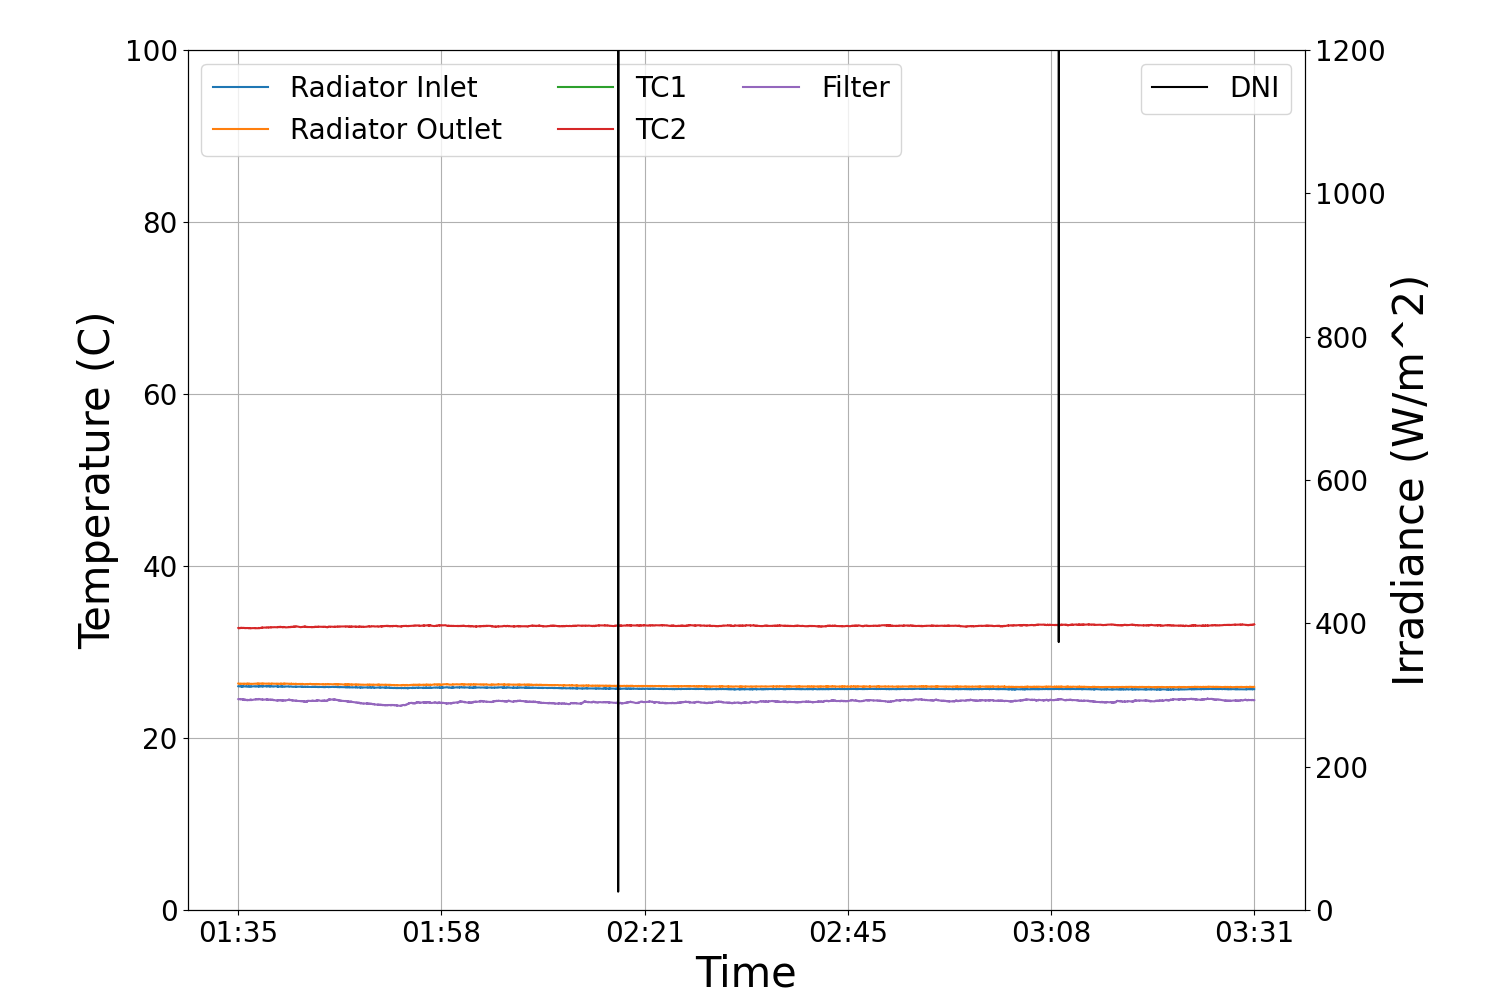 Radiator Inlet
Radiator Outlet
TC1
TC2
Filter
DNI
Temperature (C)
100
80
60
40
20
0
Irradiance (W/m^2)
1200
1000
800
600
400
200
0
01:35 01:58 02:21 02:45 03:08 03:31
Time